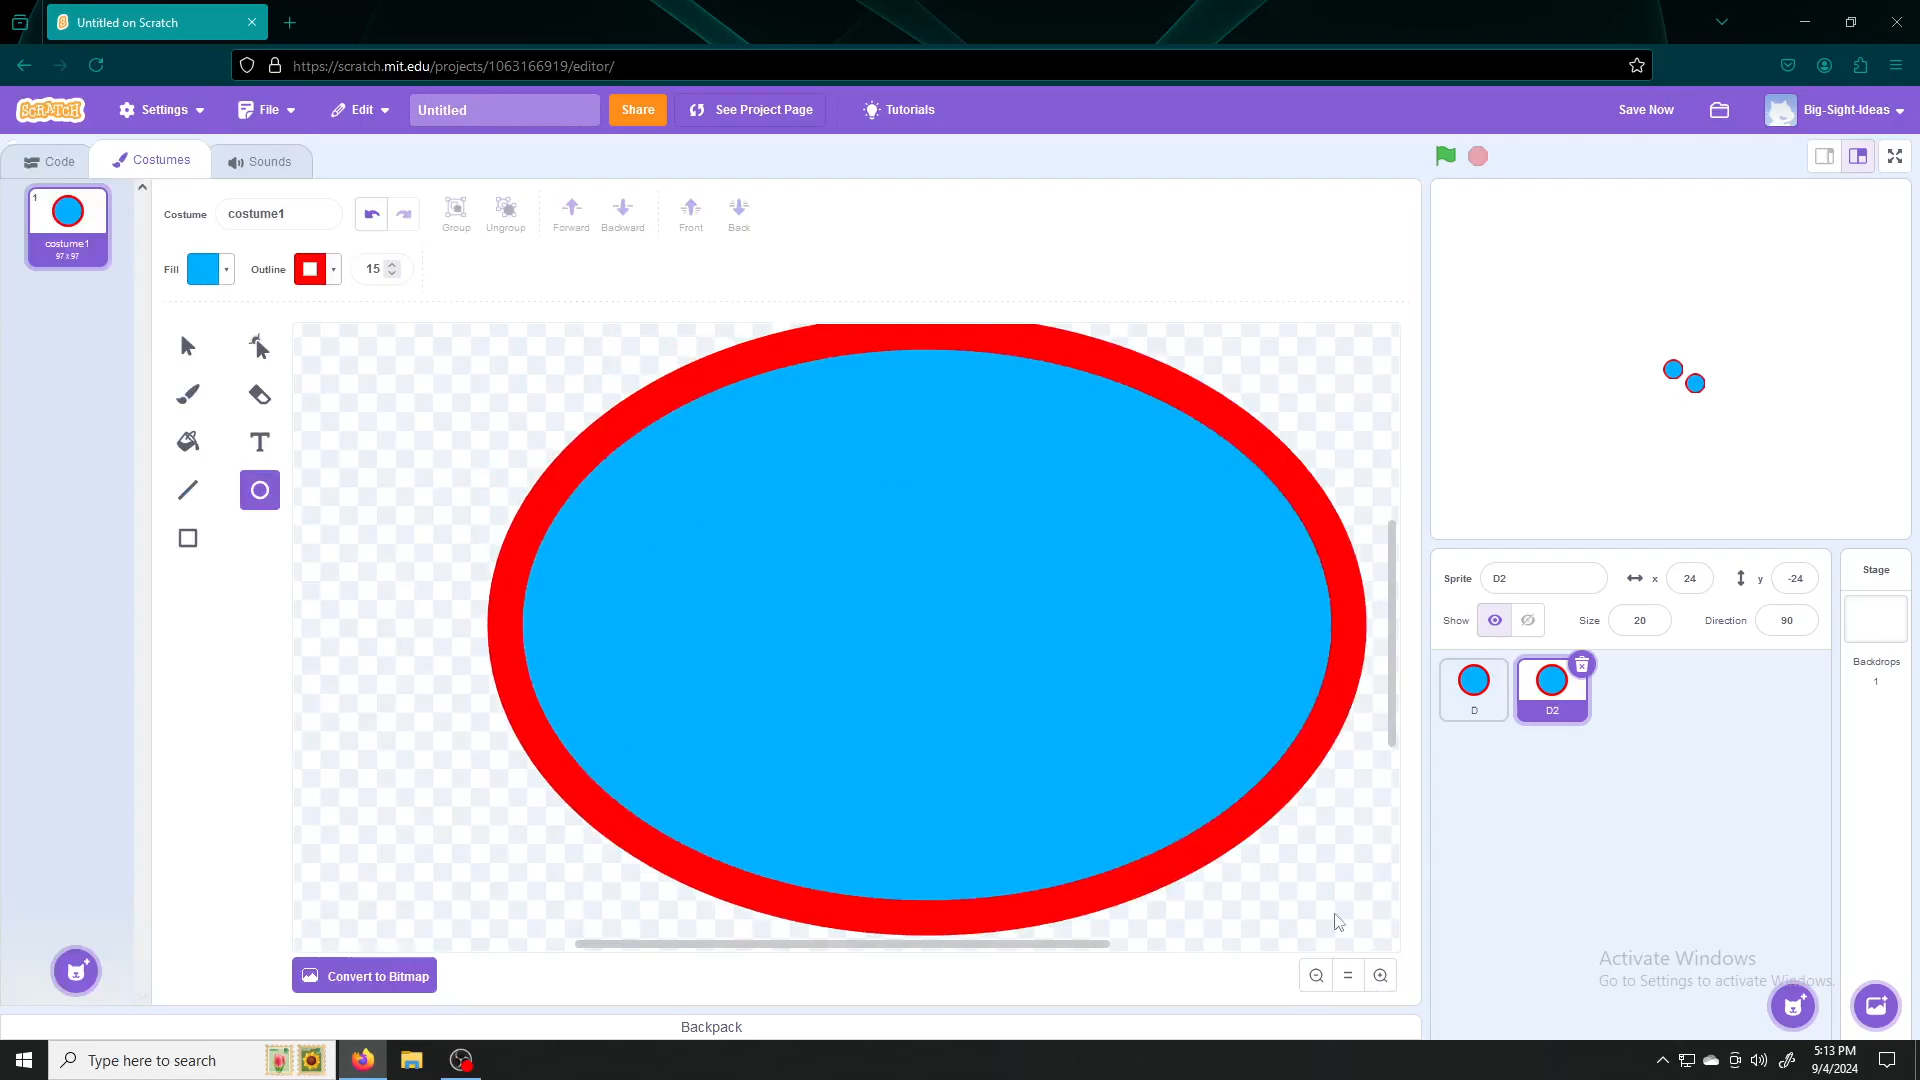 Untitled on Scratch
https://scratch.mit.edu/projects/1063166919/editor/
SCRATCH
Settings
File
Edit
Untitled
Share
See Project Page
Tutorials
Save Now
Big-Sight-Ideas
Code
Costumes
Sounds
1
costume1
97 x 97
Costume
costume1
Group
Ungroup
Forward
Backward
Front
Back
Fill
Outline
15
T
Convert to Bitmap
Backpack
Sprite
D2
x
24
y
-24
Show
Size
20
Direction
90
D
D2
Stage
Backdrops
1
Activate Windows
Go to Settings to activate Windows.
Type here to search
5:13 PM
9/4/2024